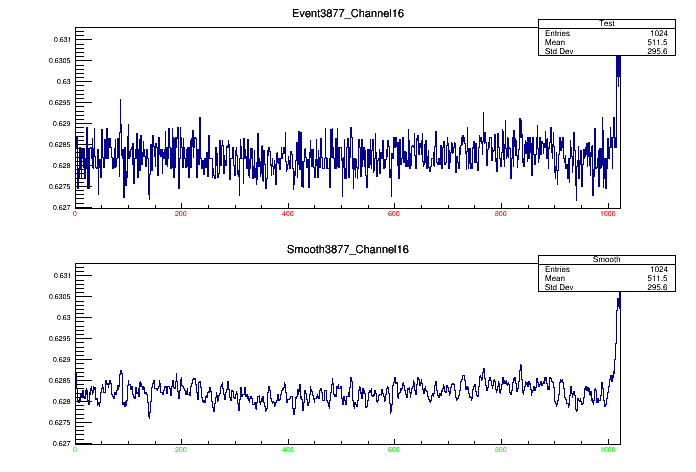 Event3877_Channel16
Test
Entries 1024
Mean 511.5
Std Dev 295.6
0.631
0.6305
0.63
0.6295
0.629
0.6285
0.628
0.6275
0.627
0 200 400 600 800 1000
Smooth3877_Channel16
Smooth
Entries 1024
Mean 511.5
Std Dev 295.6
0.631
0.6305
0.63
0.6295
0.629
0.6285
0.628
0.6275
0.627
0 200 400 600 800 1000